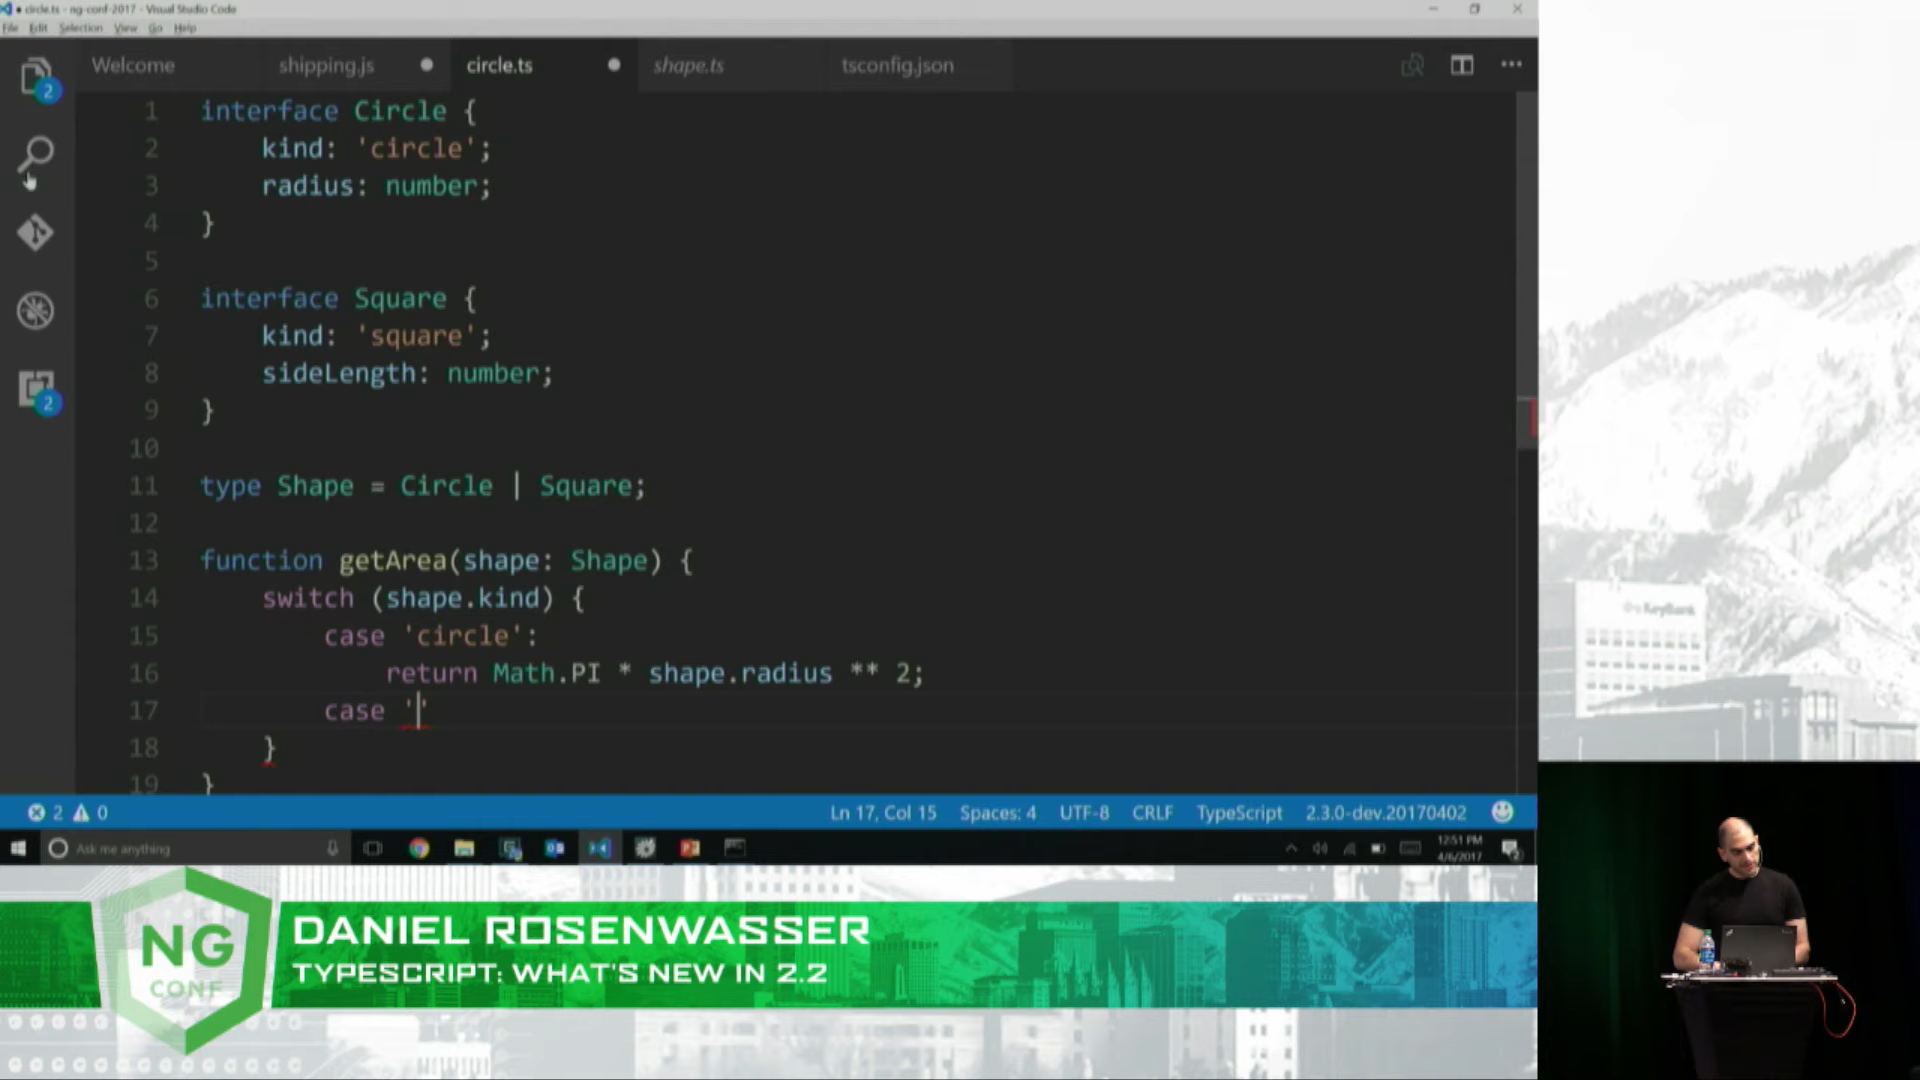 circle.ts - ng-conf-2017 - Visual Studio Code
File Edit Selection View Go Help
Welcome shipping.js circle.ts shape.ts tsconfig.json
1 interface Circle {
2 kind: 'circle';
3 radius: number;
4 }
5
6 interface Square {
7 kind: 'square';
8 sideLength: number;
9 }
10
11 type Shape = Circle | Square;
12
13 function getArea(shape: Shape) {
14 switch (shape.kind) {
15 case 'circle':
16 return Math.PI * shape.radius ** 2;
17 case ''
18 }
19 }
2
2
2 0 Ln 17, Col 15 Spaces: 4 UTF-8 CRLF TypeScript 2.3.0-dev.20170402
Ask me anything
12:51 PM
4/6/2017
KeyBank
NG
CONF
DANIEL ROSENWASSER
TYPESCRIPT: WHAT'S NEW IN 2.2